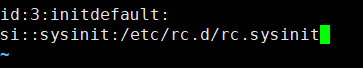 id:3:initdefault:
si::sysinit:/etc/rc.d/rc.sysinit
~